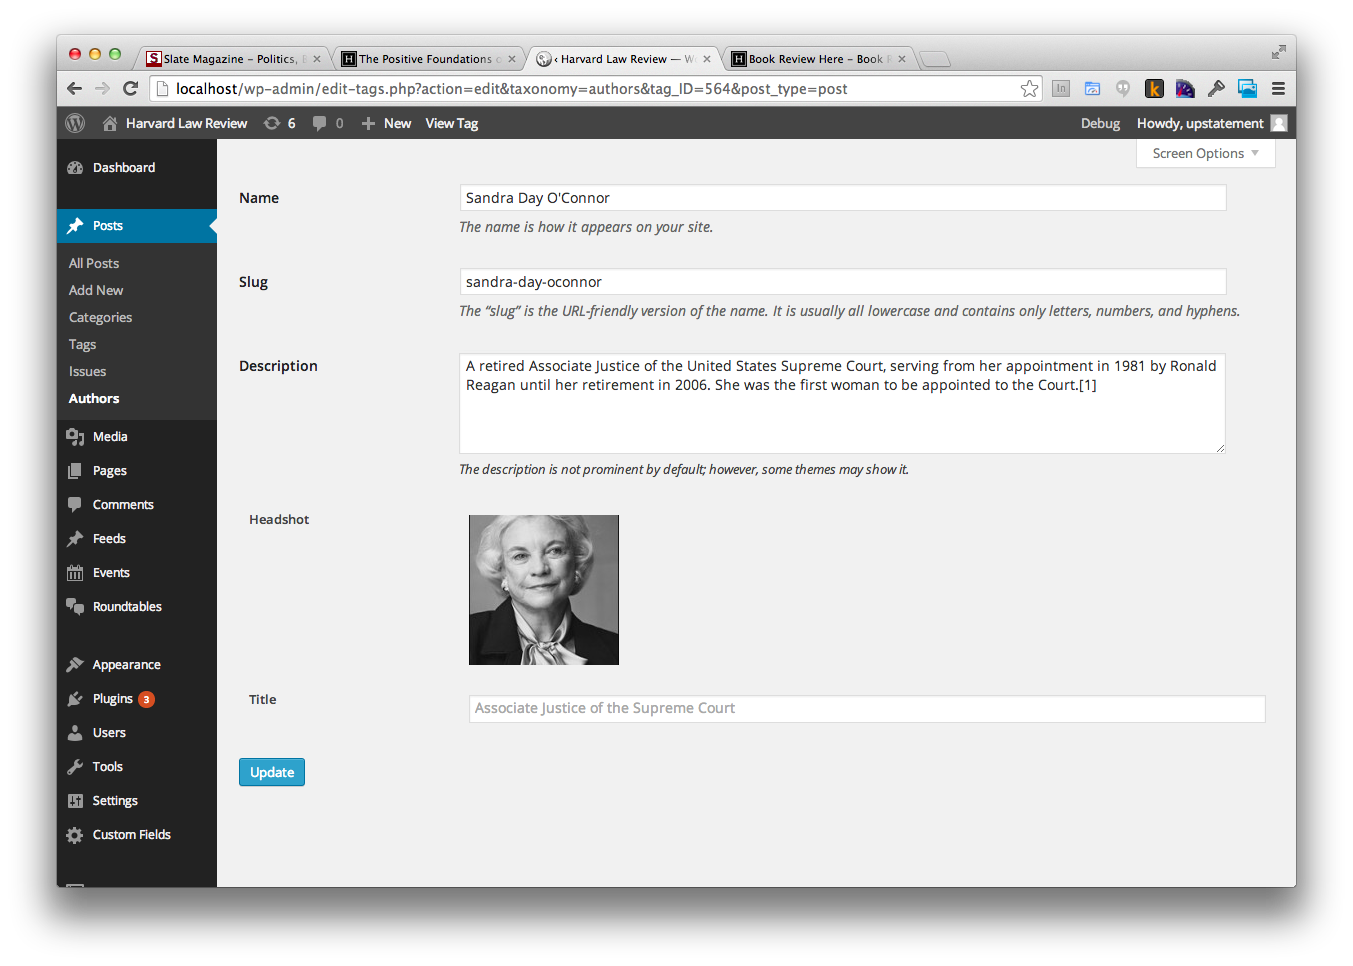 Slate Magazine – Politics,
The Positive Foundations
‹ Harvard Law Review — W
Book Review Here – Book
localhost/wp-admin/edit-tags.php?action=edit&taxonomy=authors&tag_ID=564&post_type=post
Harvard Law Review 6 0 New View Tag Debug Howdy, upstatement
Screen Options
Dashboard
Posts
All Posts
Add New
Categories
Tags
Issues
Authors
Media
Pages
Comments
Feeds
Events
Roundtables
Appearance
Plugins 3
Users
Tools
Settings
Custom Fields
Name
Sandra Day O'Connor
The name is how it appears on your site.
Slug
sandra-day-oconnor
The “slug” is the URL-friendly version of the name. It is usually all lowercase and contains only letters, numbers, and hyphens.
Description
A retired Associate Justice of the United States Supreme Court, serving from her appointment in 1981 by Ronald
Reagan until her retirement in 2006. She was the first woman to be appointed to the Court.[1]
The description is not prominent by default; however, some themes may show it.
Headshot
Title
Associate Justice of the Supreme Court
Update